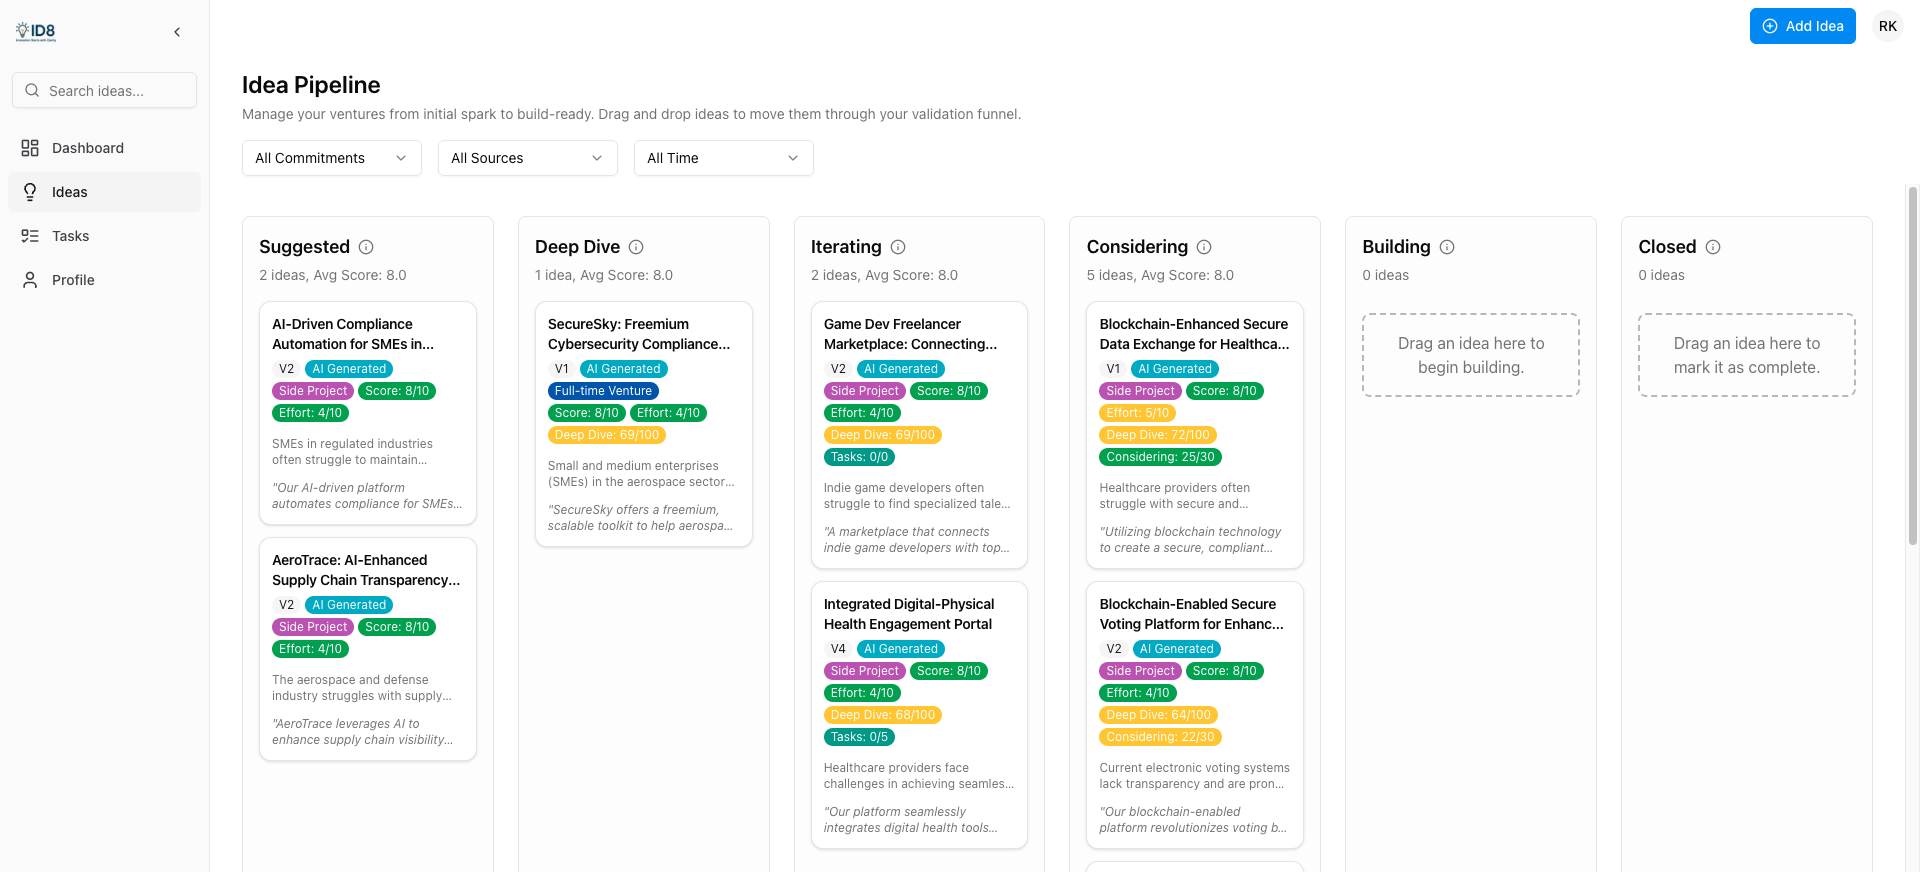 ID8
Search ideas...
Dashboard
Ideas
Tasks
Profile
Add Idea
RK
Idea Pipeline
Manage your ventures from initial spark to build-ready. Drag and drop ideas to move them through your validation funnel.
All Commitments
All Sources
All Time
Suggested
2 ideas, Avg Score: 8.0
AI-Driven Compliance
Automation for SMEs in...
V2 AI Generated
Side Project Score: 8/10
Effort: 4/10
SMEs in regulated industries
often struggle to maintain...
"Our AI-driven platform
automates compliance for SMEs...
AeroTrace: AI-Enhanced
Supply Chain Transparency...
V2 AI Generated
Side Project Score: 8/10
Effort: 4/10
The aerospace and defense
industry struggles with supply...
"AeroTrace leverages AI to
enhance supply chain visibility...
Deep Dive
1 idea, Avg Score: 8.0
SecureSky: Freemium
Cybersecurity Compliance...
V1 AI Generated
Full-time Venture
Score: 8/10 Effort: 4/10
Deep Dive: 69/100
Small and medium enterprises
(SMEs) in the aerospace sector...
"SecureSky offers a freemium,
scalable toolkit to help aerospa...
Iterating
2 ideas, Avg Score: 8.0
Game Dev Freelancer
Marketplace: Connecting...
V2 AI Generated
Side Project Score: 8/10
Effort: 4/10
Deep Dive: 69/100
Tasks: 0/0
Indie game developers often
struggle to find specialized tale...
"A marketplace that connects
indie game developers with top...
Integrated Digital-Physical
Health Engagement Portal
V4 AI Generated
Side Project Score: 8/10
Effort: 4/10
Deep Dive: 68/100
Tasks: 0/5
Healthcare providers face
challenges in achieving seamles...
"Our platform seamlessly
integrates digital health tools...
Considering
5 ideas, Avg Score: 8.0
Blockchain-Enhanced Secure
Data Exchange for Healthca...
V1 AI Generated
Side Project Score: 8/10
Effort: 5/10
Deep Dive: 72/100
Considering: 25/30
Healthcare providers often
struggle with secure and...
"Utilizing blockchain technology
to create a secure, compliant...
Blockchain-Enabled Secure
Voting Platform for Enhanc...
V2 AI Generated
Side Project Score: 8/10
Effort: 4/10
Deep Dive: 64/100
Considering: 22/30
Current electronic voting systems
lack transparency and are pron...
"Our blockchain-enabled
platform revolutionizes voting b...
Building
0 ideas
Drag an idea here to
begin building.
Closed
0 ideas
Drag an idea here to
mark it as complete.